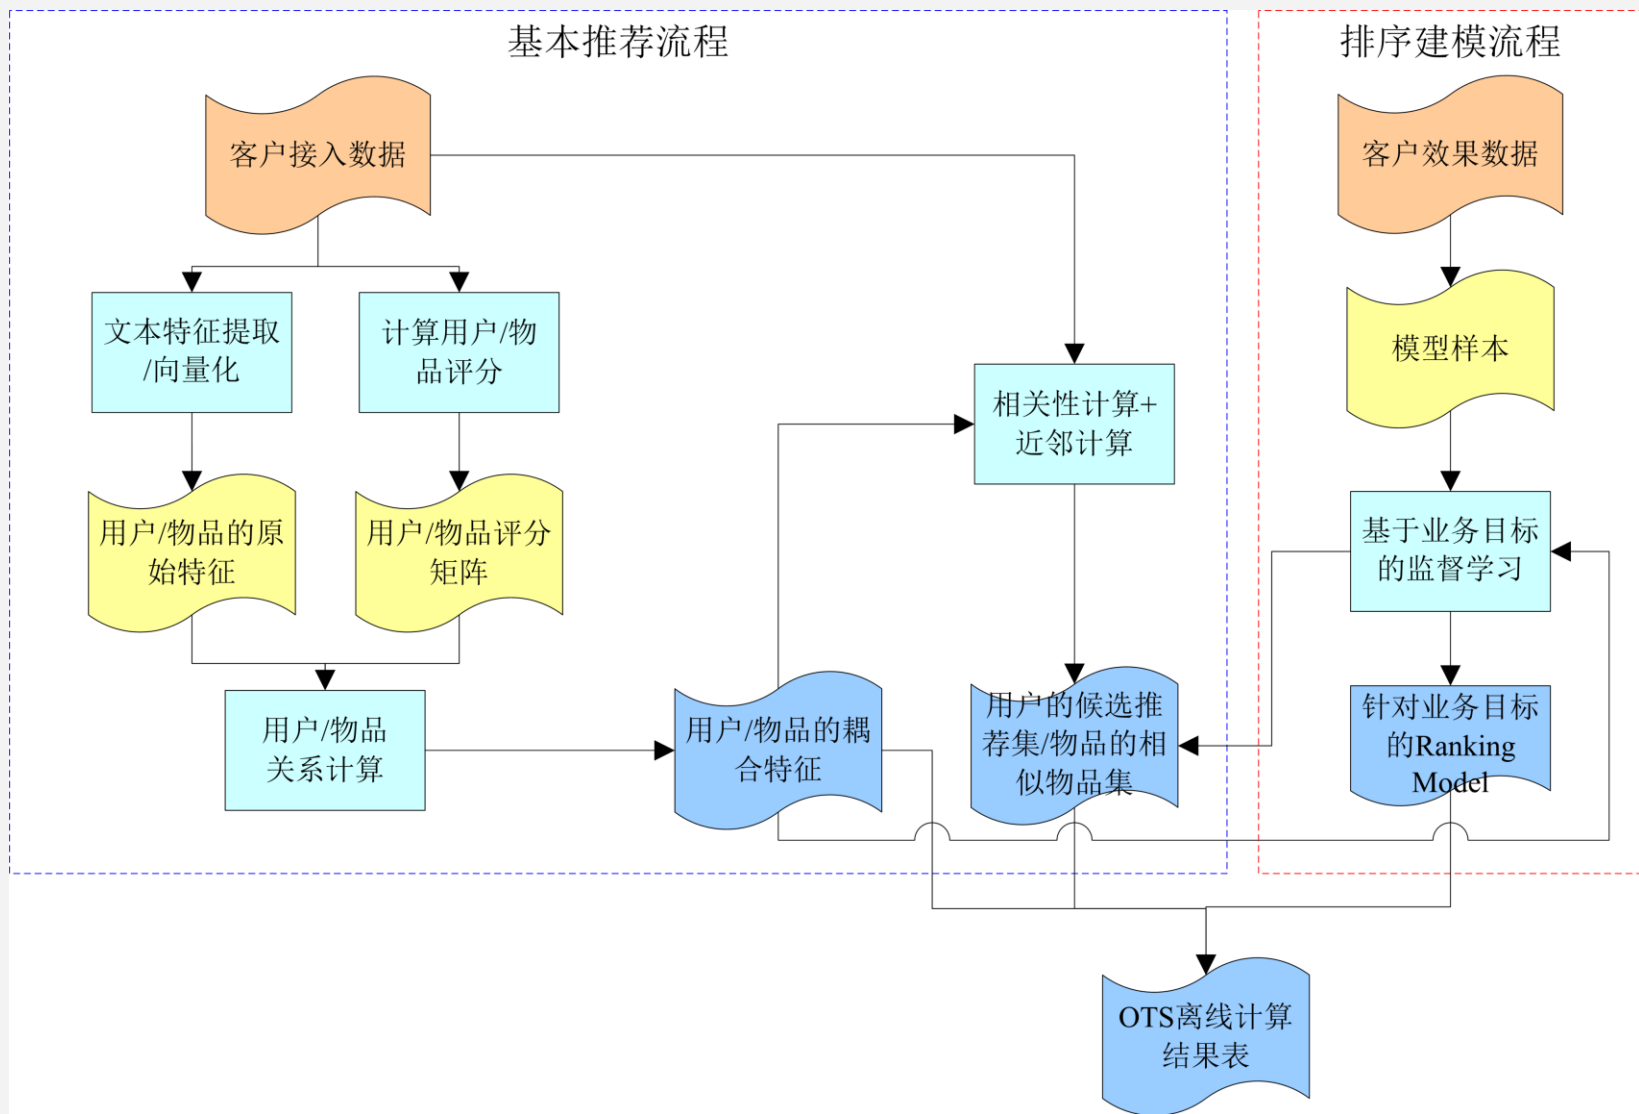 基本推荐流程
排序建模流程
客户接入数据
客户效果数据
文本特征提取
/向量化
计算用户/物
品评分
模型样本
相关性计算+
近邻计算
用户/物品的原
始特征
用户/物品评分
矩阵
基于业务目标
的监督学习
用户/物品
关系计算
用户/物品的耦
合特征
用户的候选推
荐集/物品的相
似物品集
针对业务目标
的Ranking
Model
OTS离线计算
结果表